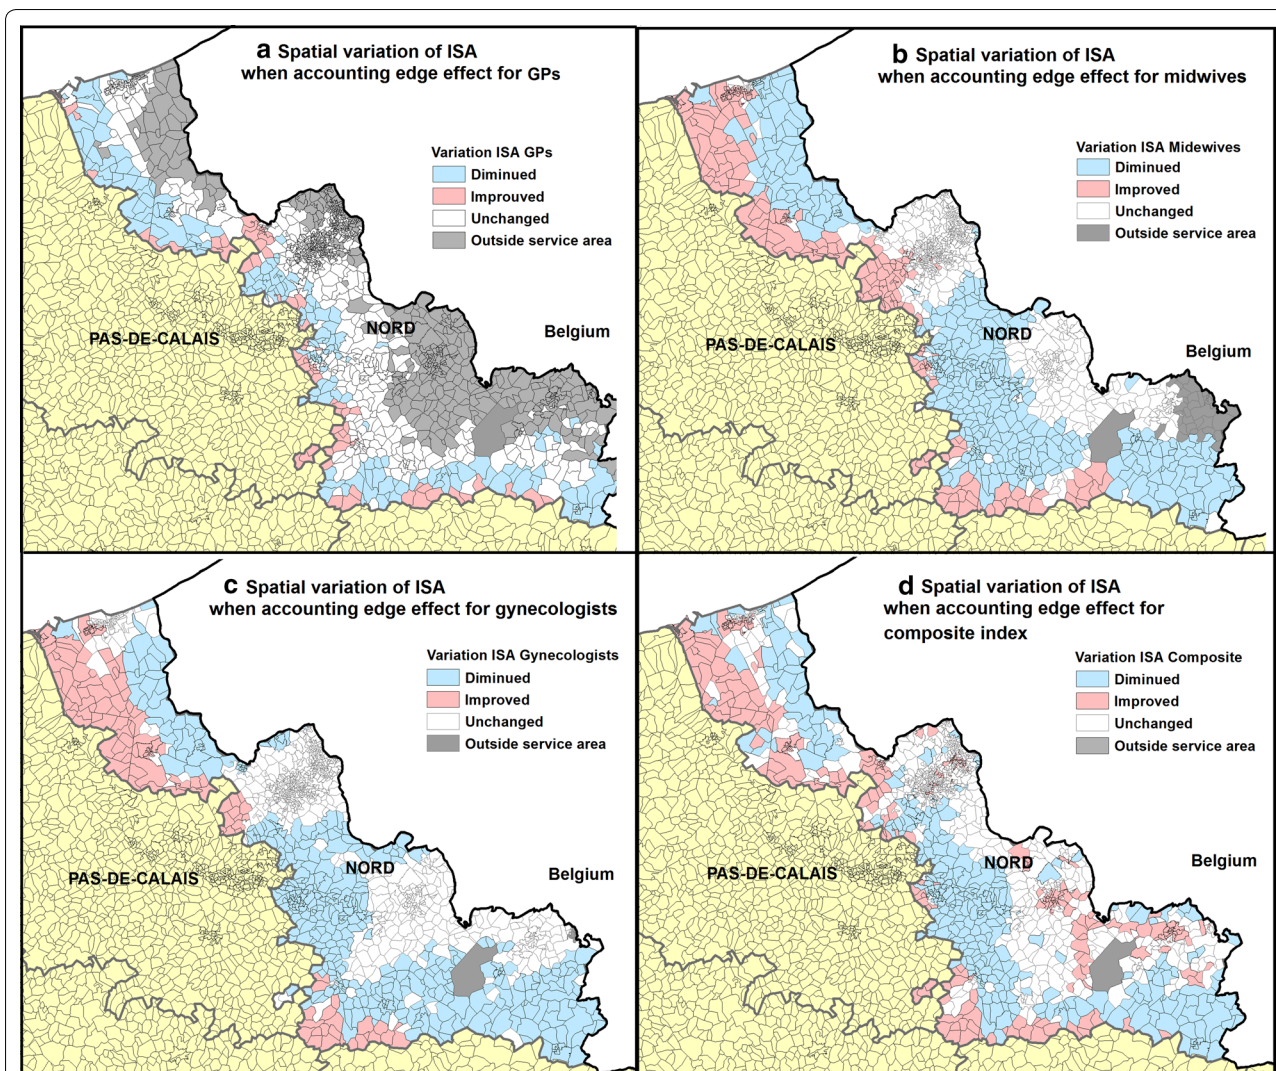 a Spatial variation of ISA
when accounting edge effect for GPs
Variation ISA GPs
Diminued
Improuved
Unchanged
Outside service area
PAS-DE-CALAIS
NORD
Belgium
b Spatial variation of ISA
when accounting edge effect for midwives
Variation ISA Midewives
Diminued
Improved
Unchanged
Outside service area
PAS-DE-CALAIS
NORD
Belgium
c Spatial variation of ISA
when accounting edge effect for gynecologists
Variation ISA Gynecologists
Diminued
Improved
Unchanged
Outside service area
PAS-DE-CALAIS
NORD
Belgium
d Spatial variation of ISA
when accounting edge effect for
composite index
Variation ISA Composite
Diminued
Improved
Unchanged
Outside service area
PAS-DE-CALAIS
NORD
Belgium